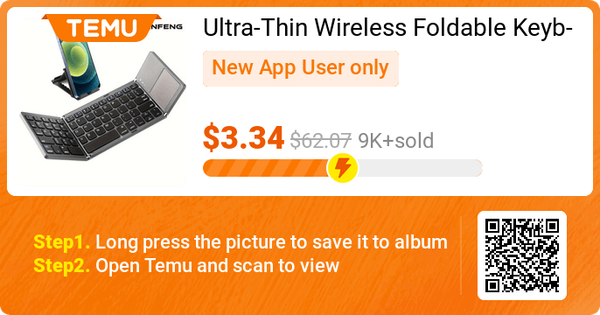 TEMU
NFENG
Ultra-Thin Wireless Foldable Keyb-
New App User only
$3.34 $62.07 9K+sold
Step1. Long press the picture to save it to album
Step2. Open Temu and scan to view